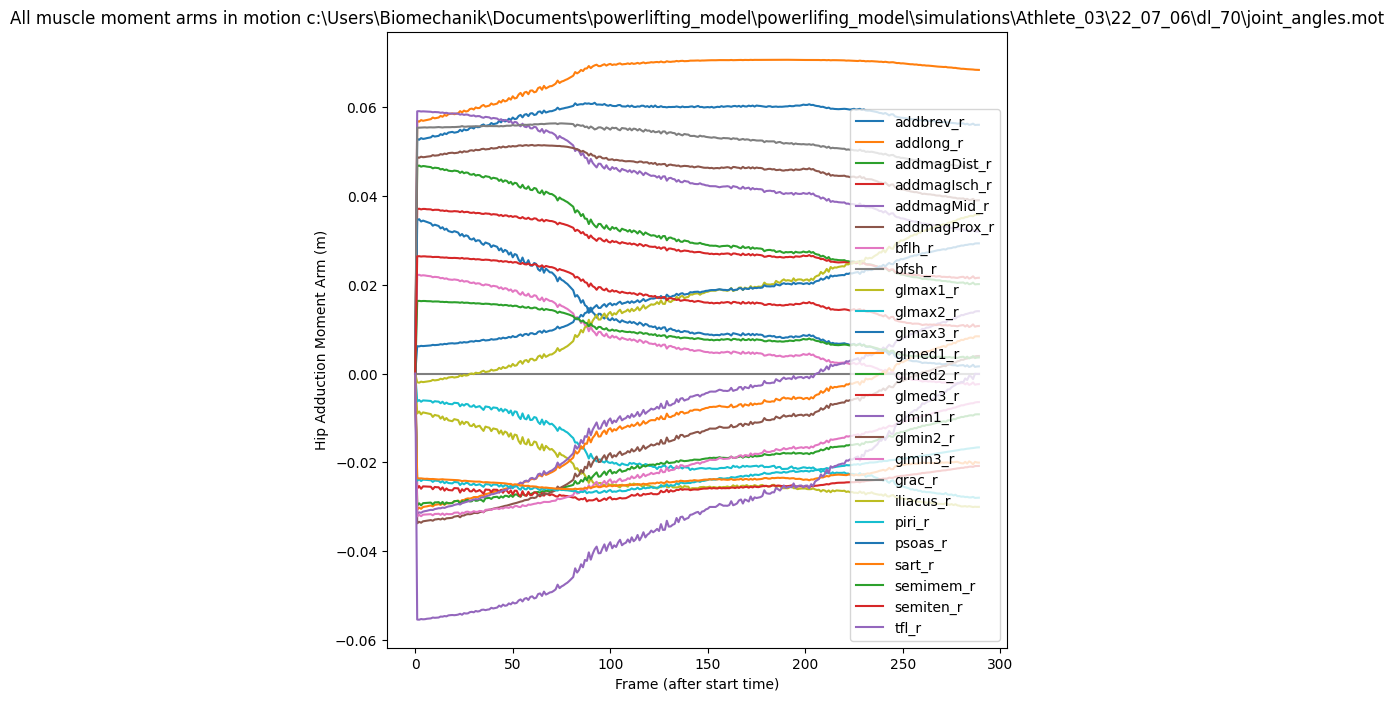 All muscle moment arms in motion c:\Users\Biomechanik\Documents\powerlifting_model\powerlifing_model\simulations\Athlete_03\22_07_06\dl_70\joint_angles.mot
0.06
0.04
0.02
0.00
−0.02
−0.04
−0.06
Hip Adduction Moment Arm (m)
addbrev_r
addlong_r
addmagDist_r
addmagIsch_r
addmagMid_r
addmagProx_r
bflh_r
bfsh_r
glmax1_r
glmax2_r
glmax3_r
glmed1_r
glmed2_r
glmed3_r
glmin1_r
glmin2_r
glmin3_r
grac_r
iliacus_r
piri_r
psoas_r
sart_r
semimem_r
semiten_r
tfl_r
0 50 100 150 200 250 300
Frame (after start time)